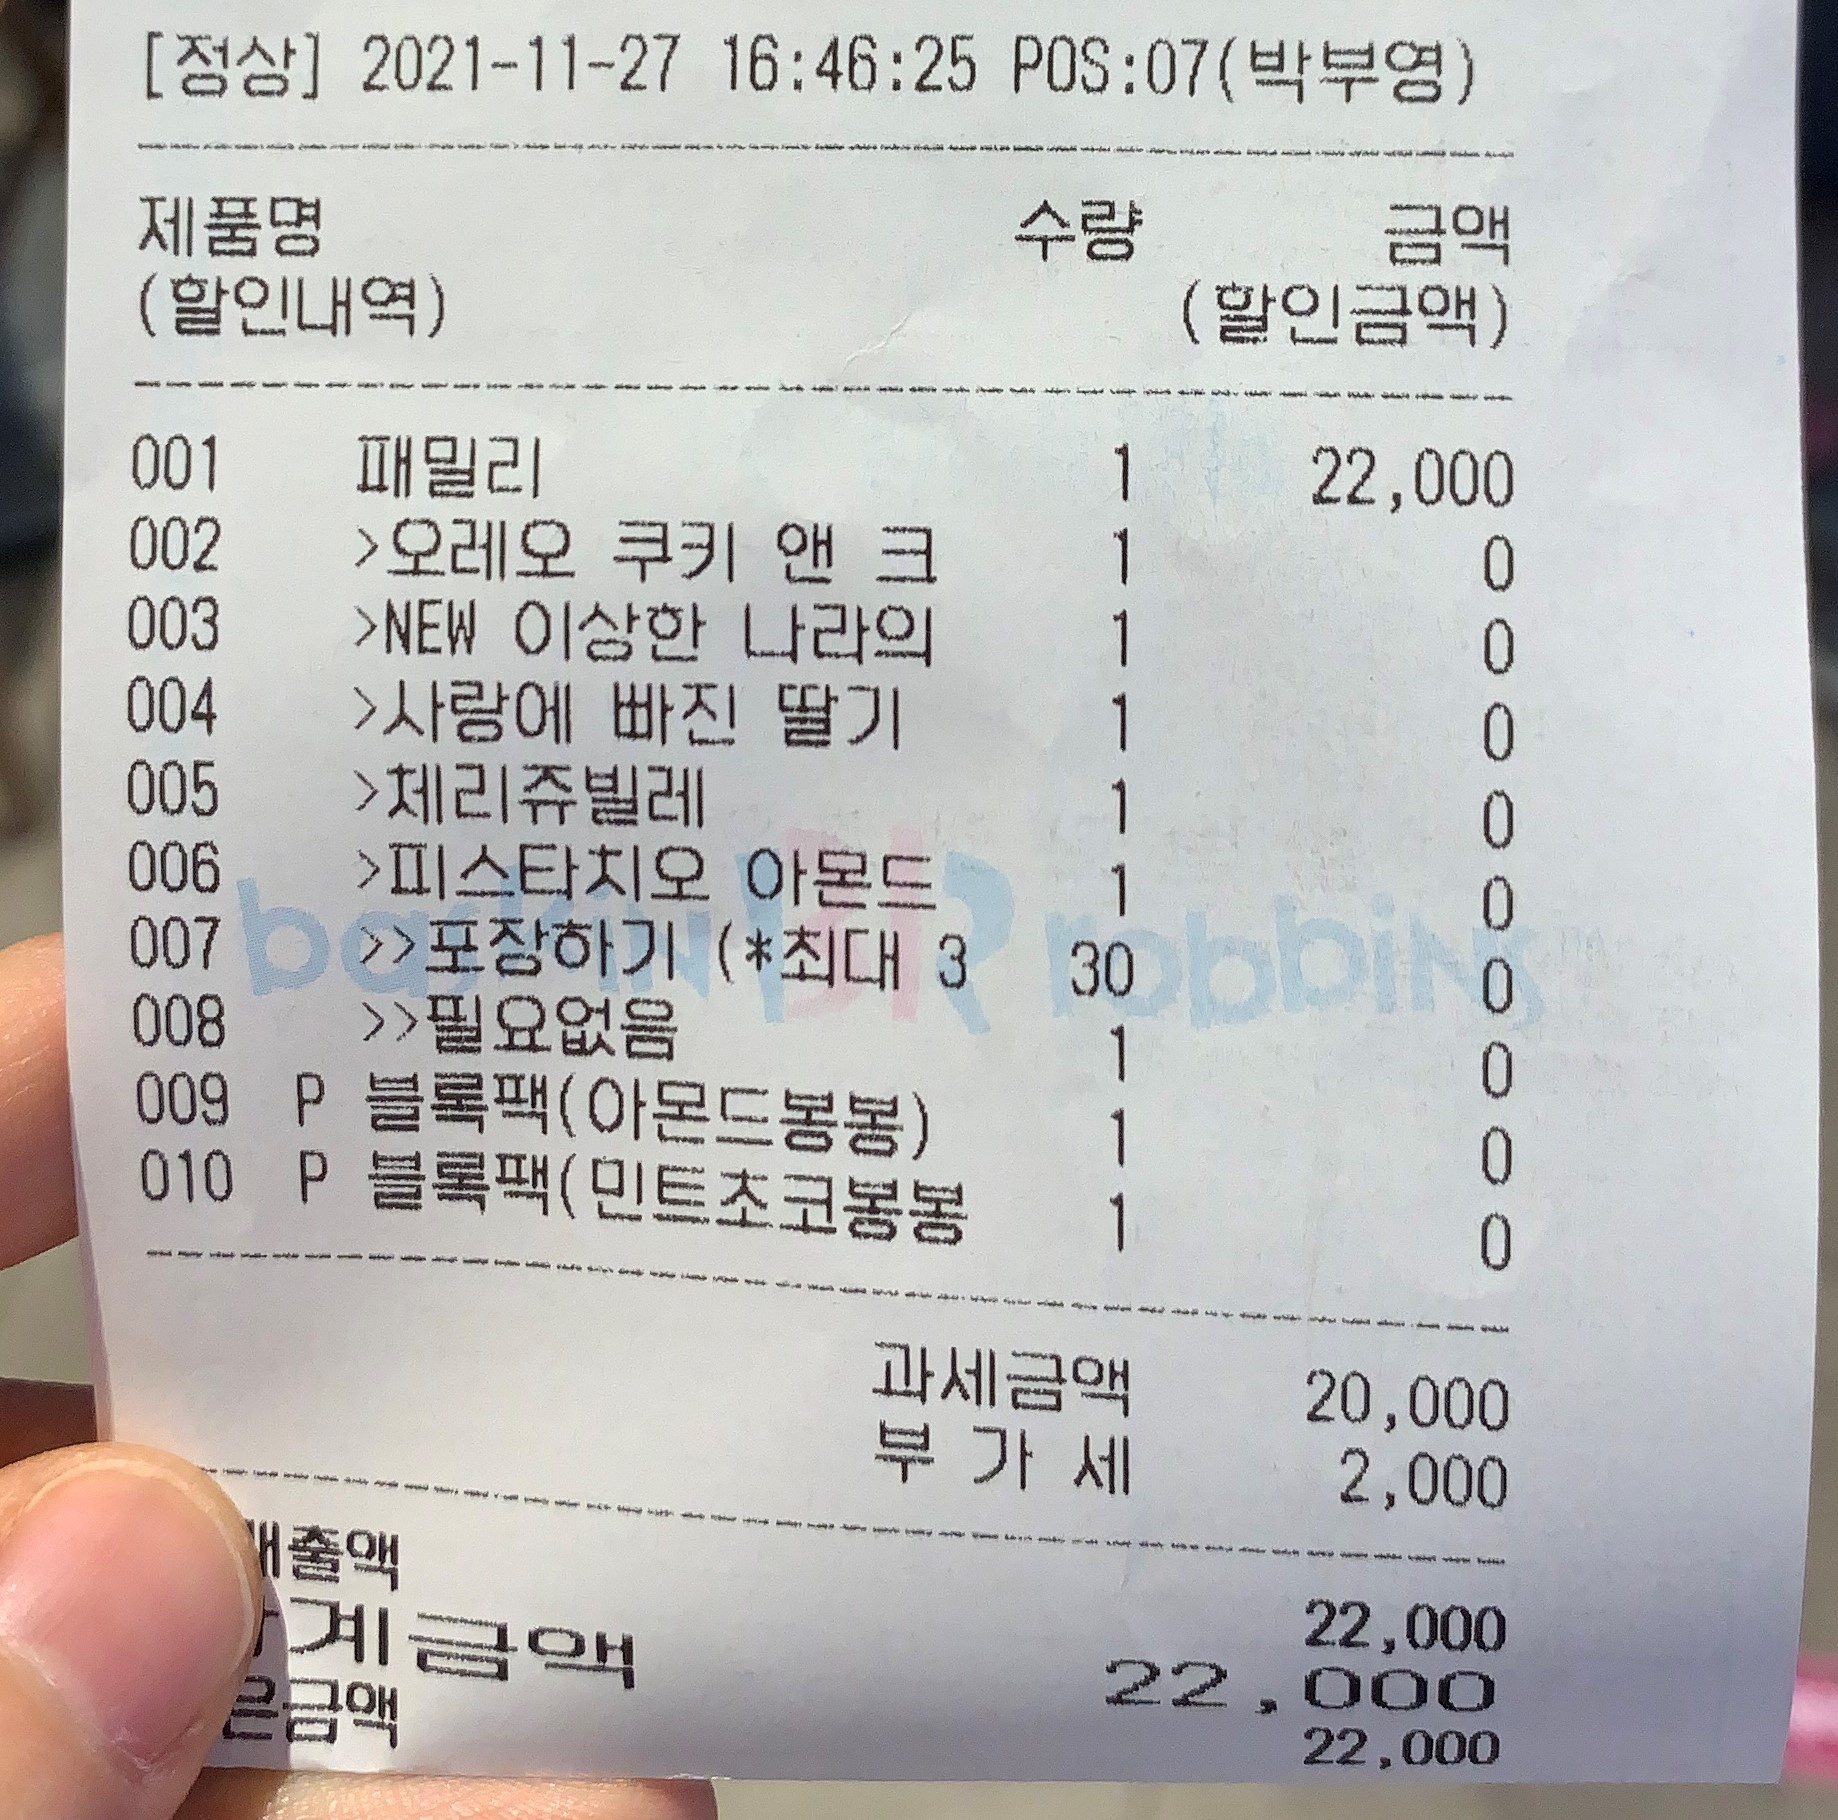 [정상] 2021-11-27 16:46:25 POS:07(박부영)
제품명 수량 금액
(할인내역) (할인금액)
001 패밀리 1 22,000
002 >오레오 쿠키 앤 크 1 0
003 >NEW 이상한 나라의 1 0
004 >사랑에 빠진 딸기 1 0
005 >체리쥬빌레 1 0
006 >피스타치오 아몬드 1 0
007 >>포장하기 (*최대 3 30 0
008 >>필요없음 1 0
009 P 블록팩(아몬드봉봉) 1 0
010 P 블록팩(민트초코봉봉 1 0
baskin BR robbins
과세금액 20,000
부 가 세 2,000
매출액 22,000
계금액 22,000
은금액 22,000